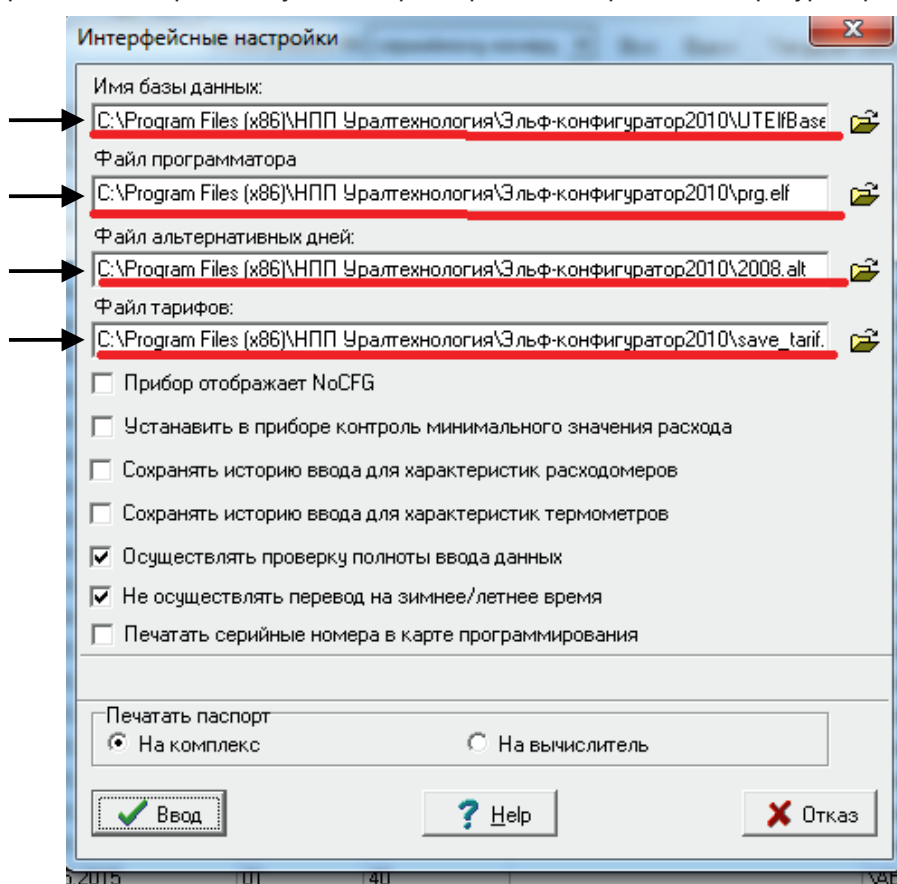 Интерфейсные настройки
Имя базы данных:
C:\Program Files (x86)\НПП Уралтехнология\Эльф-конфигуратор2010\UTElfBase
Файл программатора
C:\Program Files (x86)\НПП Уралтехнология\Эльф-конфигуратор2010\prg.elf
Файл альтернативных дней:
C:\Program Files (x86)\НПП Уралтехнология\Эльф-конфигуратор2010\2008.alt
Файл тарифов:
C:\Program Files (x86)\НПП Уралтехнология\Эльф-конфигуратор2010\save_tarif.
Прибор отображает NoCFG
Устанавить в приборе контроль минимального значения расхода
Сохранять историю ввода для характеристик расходомеров
Сохранять историю ввода для характеристик термометров
Осуществлять проверку полноты ввода данных
Не осуществлять перевод на зимнее/летнее время
Печатать серийные номера в карте программирования
Печатать паспорт
На комплекс
На вычислитель
Ввод
? Help
Отказ